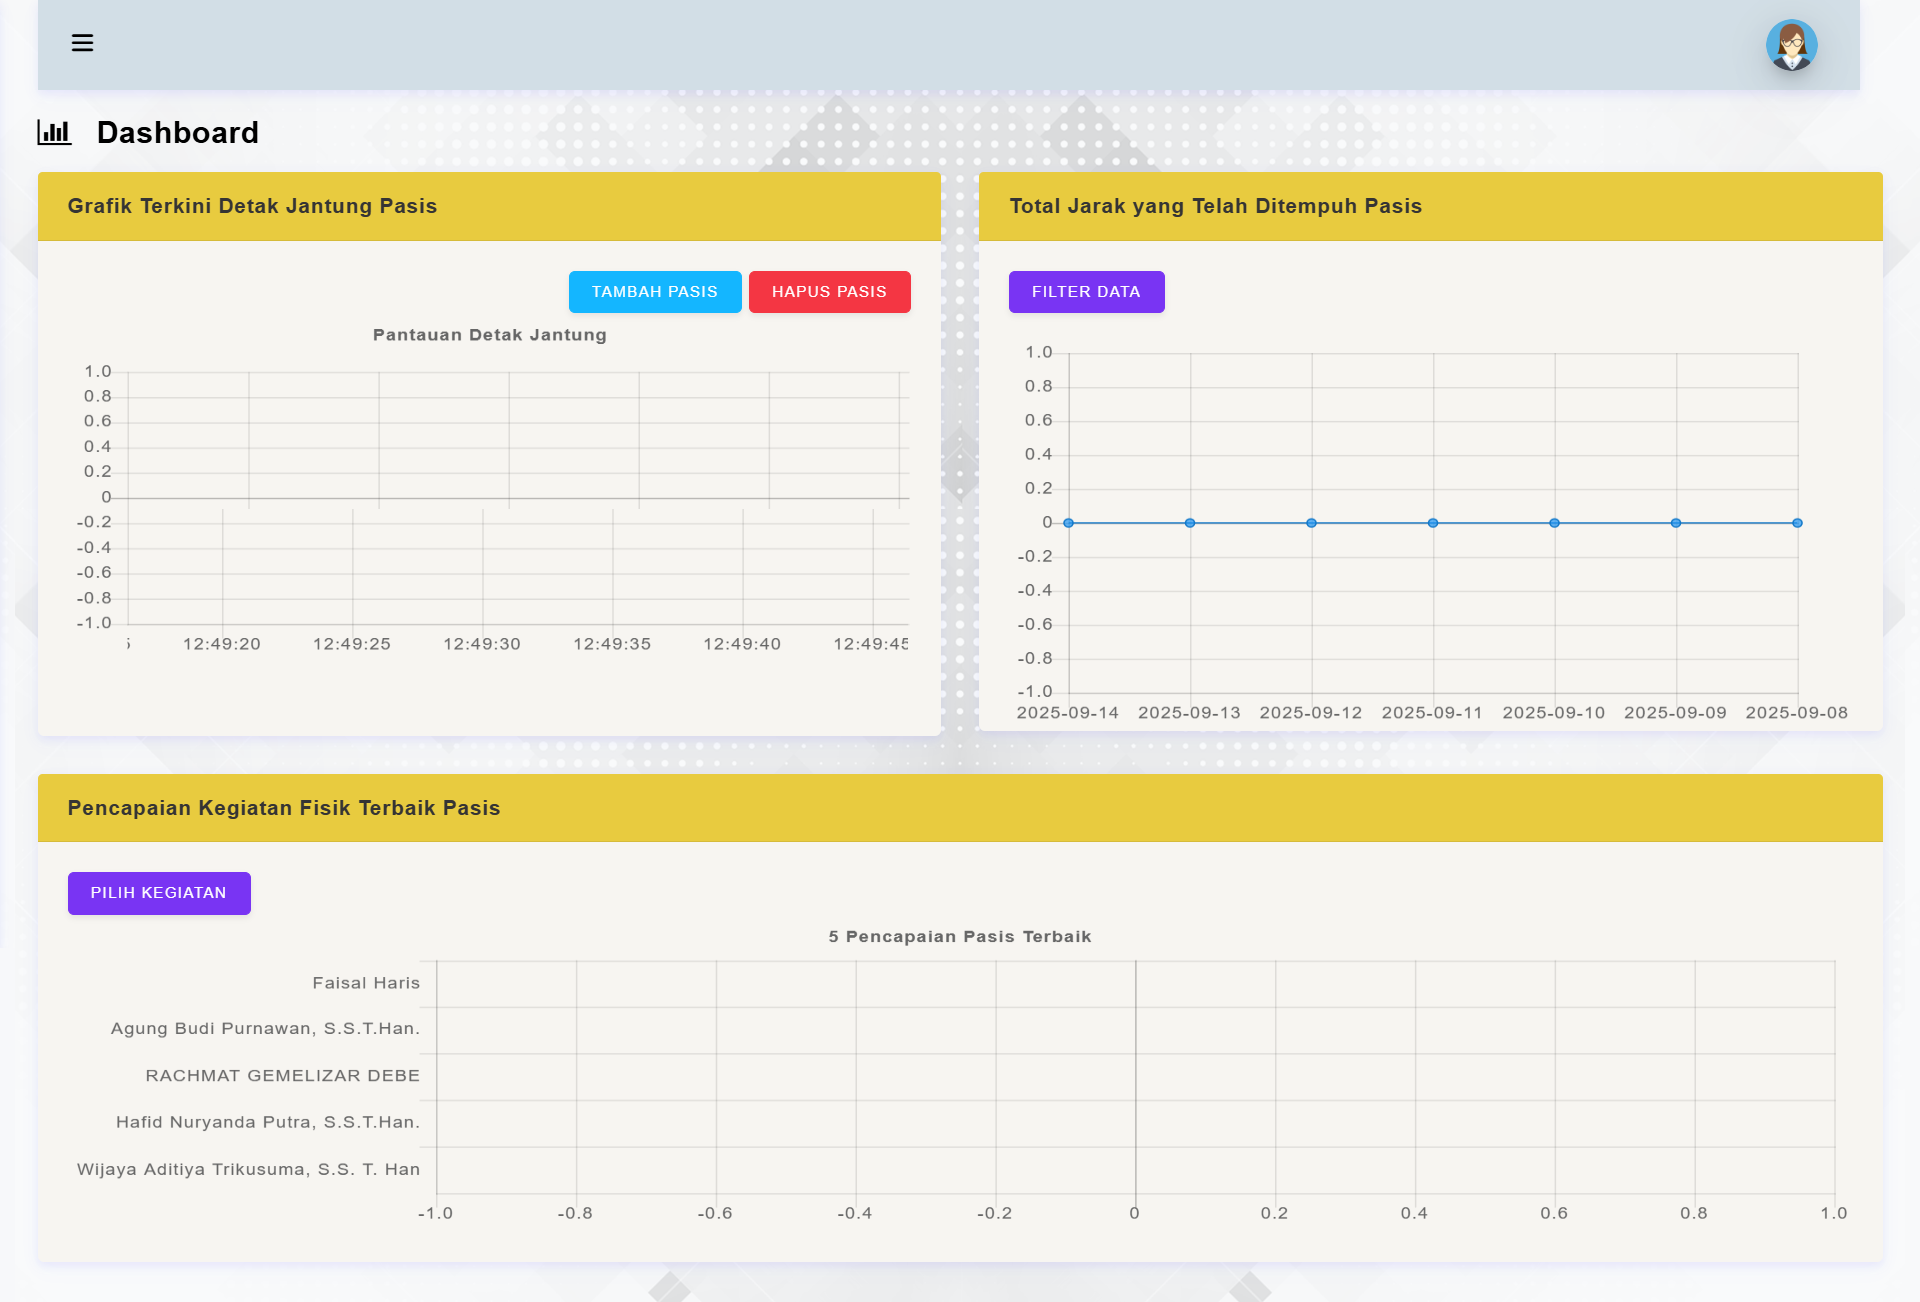 Dashboard
Grafik Terkini Detak Jantung Pasis
TAMBAH PASIS HAPUS PASIS
Pantauan Detak Jantung
1.0
0.8
0.6
0.4
0.2
0
-0.2
-0.4
-0.6
-0.8
-1.0
12:49:20 12:49:25 12:49:30 12:49:35 12:49:40 12:49:45
Total Jarak yang Telah Ditempuh Pasis
FILTER DATA
1.0
0.8
0.6
0.4
0.2
0
-0.2
-0.4
-0.6
-0.8
-1.0
2025-09-14 2025-09-13 2025-09-12 2025-09-11 2025-09-10 2025-09-09 2025-09-08
Pencapaian Kegiatan Fisik Terbaik Pasis
PILIH KEGIATAN
5 Pencapaian Pasis Terbaik
Faisal Haris
Agung Budi Purnawan, S.S.T.Han.
RACHMAT GEMELIZAR DEBE
Hafid Nuryanda Putra, S.S.T.Han.
Wijaya Aditiya Trikusuma, S.S. T. Han
-1.0 -0.8 -0.6 -0.4 -0.2 0 0.2 0.4 0.6 0.8 1.0